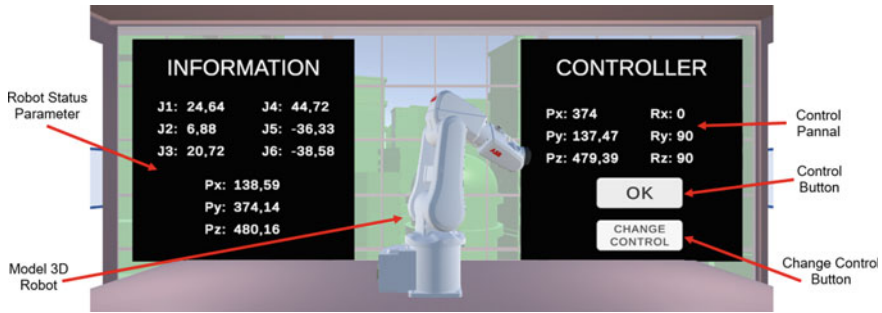 INFORMATION
J1: 24,64 J4: 44,72
J2: 6,88 J5: -36,33
J3: 20,72 J6: -38,58
Px: 138,59
Py: 374,14
Pz: 480,16
CONTROLLER
Px: 374 Rx: 0
Py: 137,47 Ry: 90
Pz: 479,39 Rz: 90
OK
CHANGE
CONTROL
ABB
Robot Status
Parameter
Model 3D
Robot
Control
Pannal
Control
Button
Change Control
Button